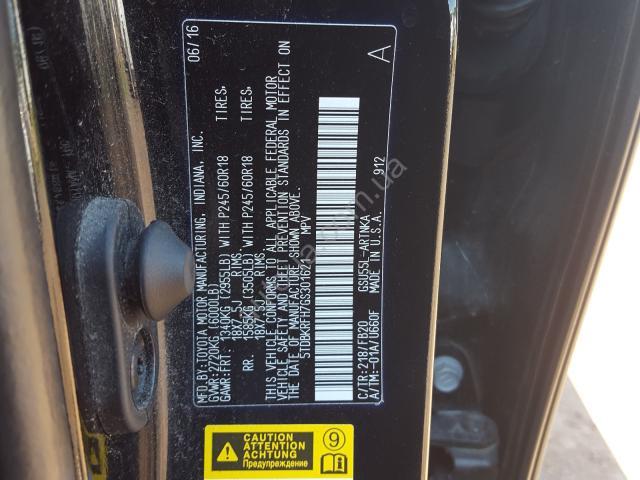 MFD.BY:TOYOTA MOTOR MANUFACTURING, INDIANA, INC. 06/16
GVWR:2720KG (6000LB)
GAWR:FRT. 1340KG (2955LB) WITH P245/60R18 TIRES,
18X7.5J RIMS.
RR. 1585KG (3505LB) WITH P245/60R18 TIRES,
18X7.5J RIMS.
THIS VEHICLE CONFORMS TO ALL APPLICABLE FEDERAL MOTOR
VEHICLE SAFETY AND THEFT PREVENTION STANDARDS IN EFFECT ON
THE DATE OF MANUFACTURE SHOWN ABOVE.
MPV
C/TR:218/FB20 GSU55L-ARTNKA
A/TM:-01A/U660F MADE IN U.S.A. 912
A
CAUTION
ATTENTION
ACHTUNG
Предупреждение
9